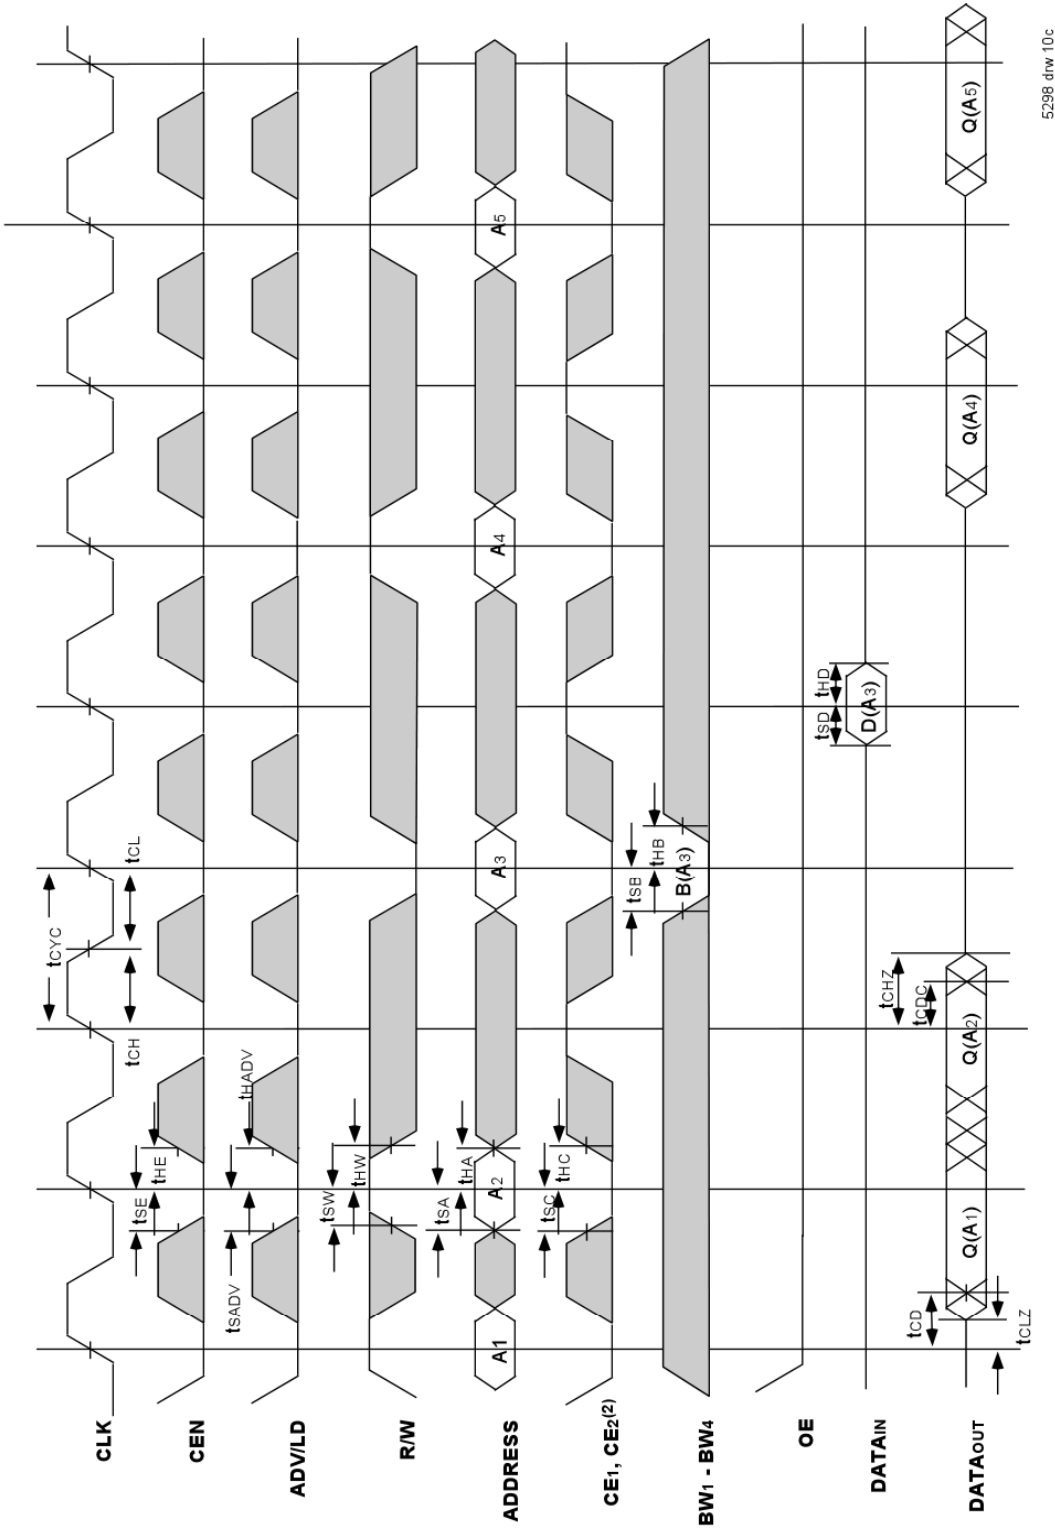 CLK
tCYC
tCH
tCL
CEN
tSE
tHE
ADV/LD
tSADV
tHADV
R/W
tSW
tHW
ADDRESS
A1
A2
A3
A4
A5
tSA
tHA
CE1, CE2(2)
tSC
tHC
BW1 - BW4
tSB
tHB
B(A3)
OE
DATAIN
tSD
tHD
D(A3)
DATAOUT
tCD
tCLZ
Q(A1)
Q(A2)
tCHZ
tCDC
Q(A4)
Q(A5)
5298 drw 10c